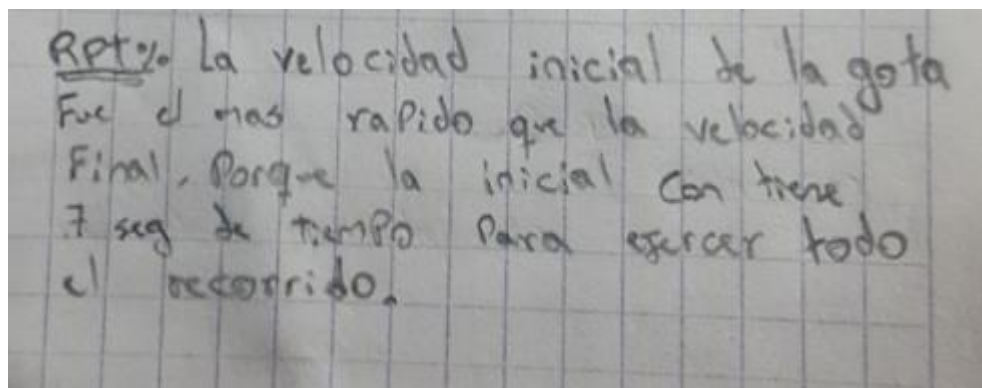 Rpt% La velocidad inicial de la gota
Fue el mas rapido que la velocidad
Final, Porque la inicial con tiene
7 seg de tiempo Para esercer todo
el recorrido.